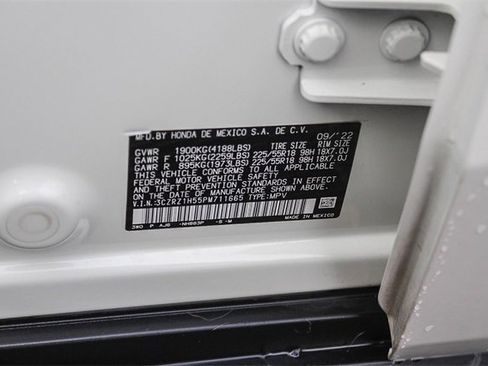 MFD. BY HONDA DE MEXICO S.A. DE C.V. 09/'22
GVWR 1900KG(4188LBS) TIRE SIZE RIM SIZE
GAWR F 1025KG(2259LBS) 225/55R18 98H 18X7.0J
GAWR R 895KG(1973LBS) 225/55R18 98H 18X7.0J
THIS VEHICLE CONFORMS TO ALL APPLICABLE
FEDERAL MOTOR VEHICLE SAFETY AND
THEFT PREVENTION STANDARDS IN EFFECT ON THE
DATE OF MANUFACTURE SHOWN ABOVE.
V.I.N.:3CZRZ1H55PM711665 TYPE:MPV
3W0 P AJ6 -NH883P -S -M
MADE IN MEXICO